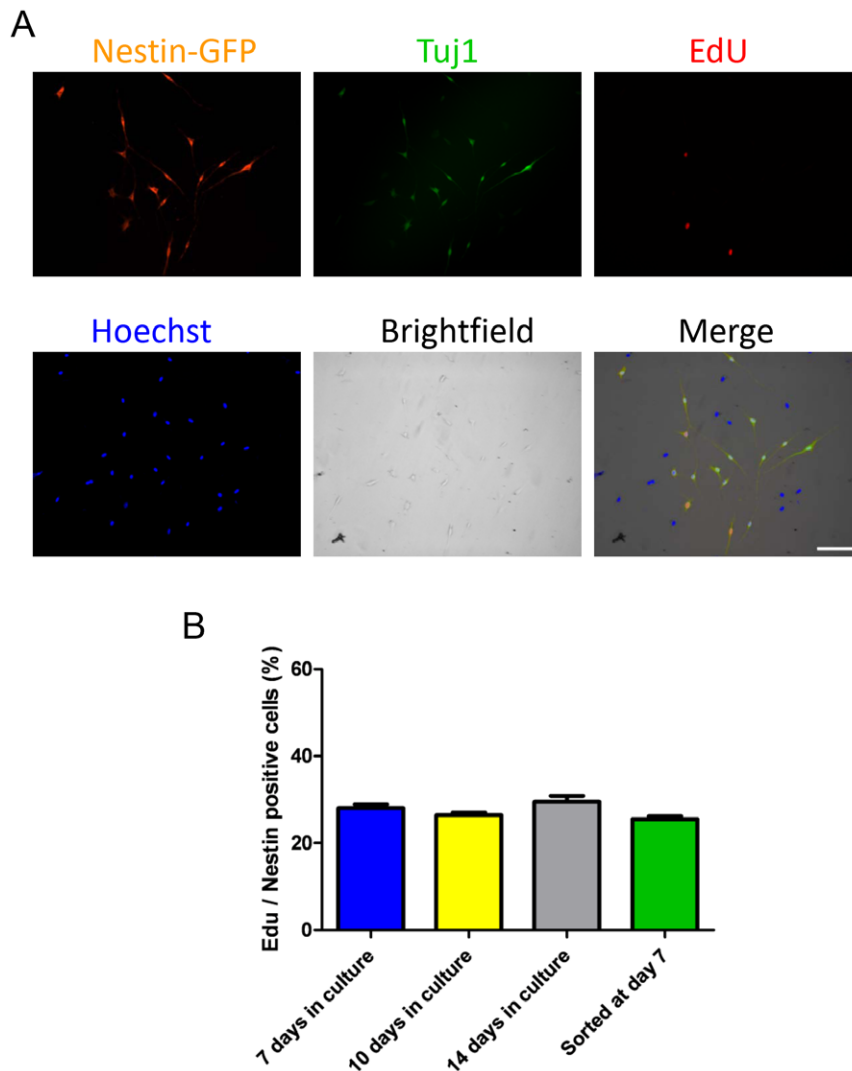 A
Nestin-GFP
Tuj1
EdU
Hoechst
Brightfield
Merge
B
Edu / Nestin positive cells (%)
60
40
20
0
7 days in culture
10 days in culture
14 days in culture
Sorted at day 7